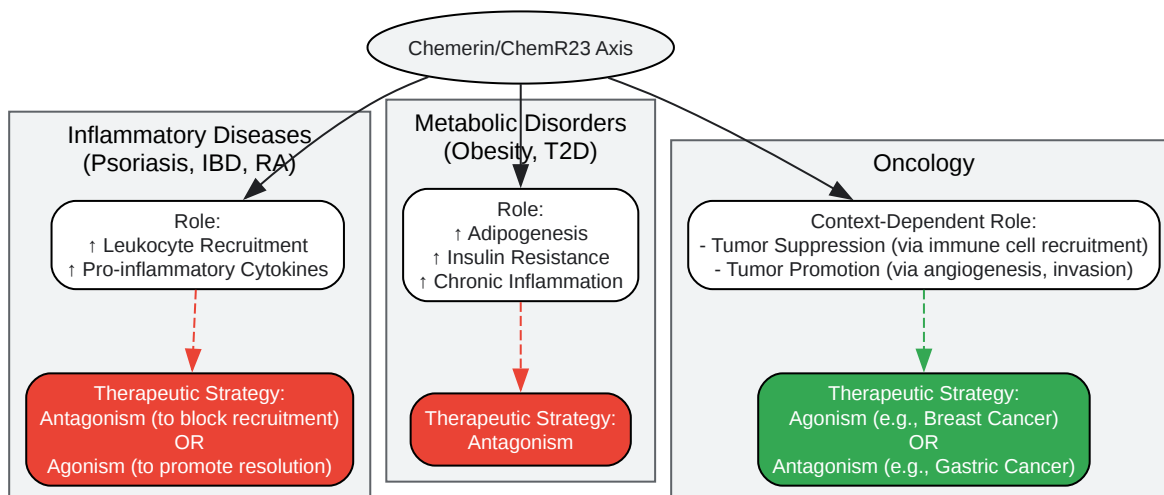 Chemerin/ChemR23 Axis
Inflammatory Diseases
(Psoriasis, IBD, RA)
Role:
↑ Leukocyte Recruitment
↑ Pro-inflammatory Cytokines
Therapeutic Strategy:
Antagonism (to block recruitment)
OR
Agonism (to promote resolution)
Metabolic Disorders
(Obesity, T2D)
Role:
↑ Adipogenesis
↑ Insulin Resistance
↑ Chronic Inflammation
Therapeutic Strategy:
Antagonism
Oncology
Context-Dependent Role:
- Tumor Suppression (via immune cell recruitment)
- Tumor Promotion (via angiogenesis, invasion)
Therapeutic Strategy:
Agonism (e.g., Breast Cancer)
OR
Antagonism (e.g., Gastric Cancer)